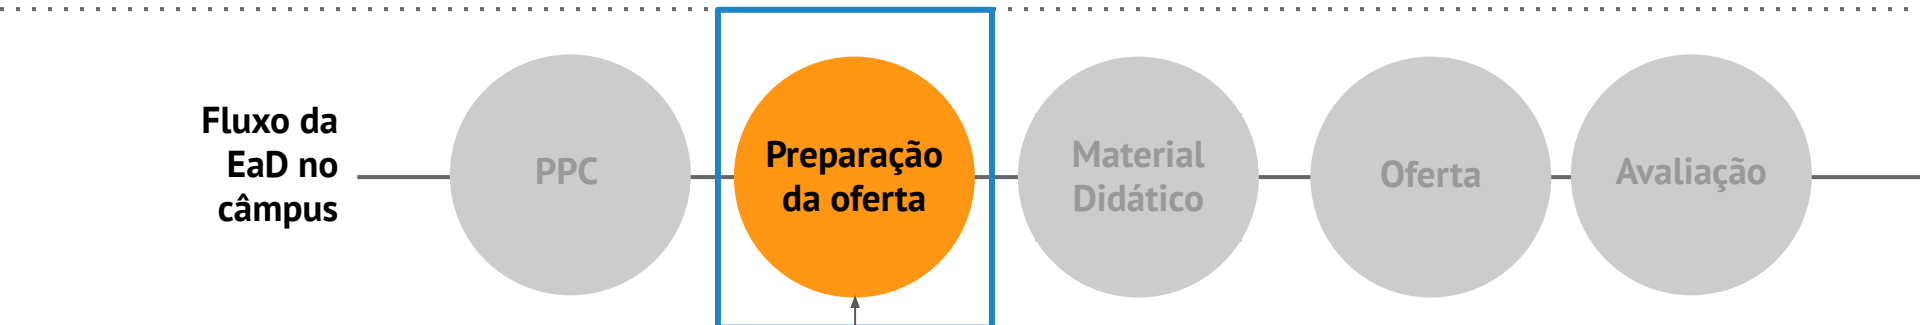 Fluxo da
EaD no
câmpus
PPC
Preparação
da oferta
Material
Didático
Oferta
Avaliação